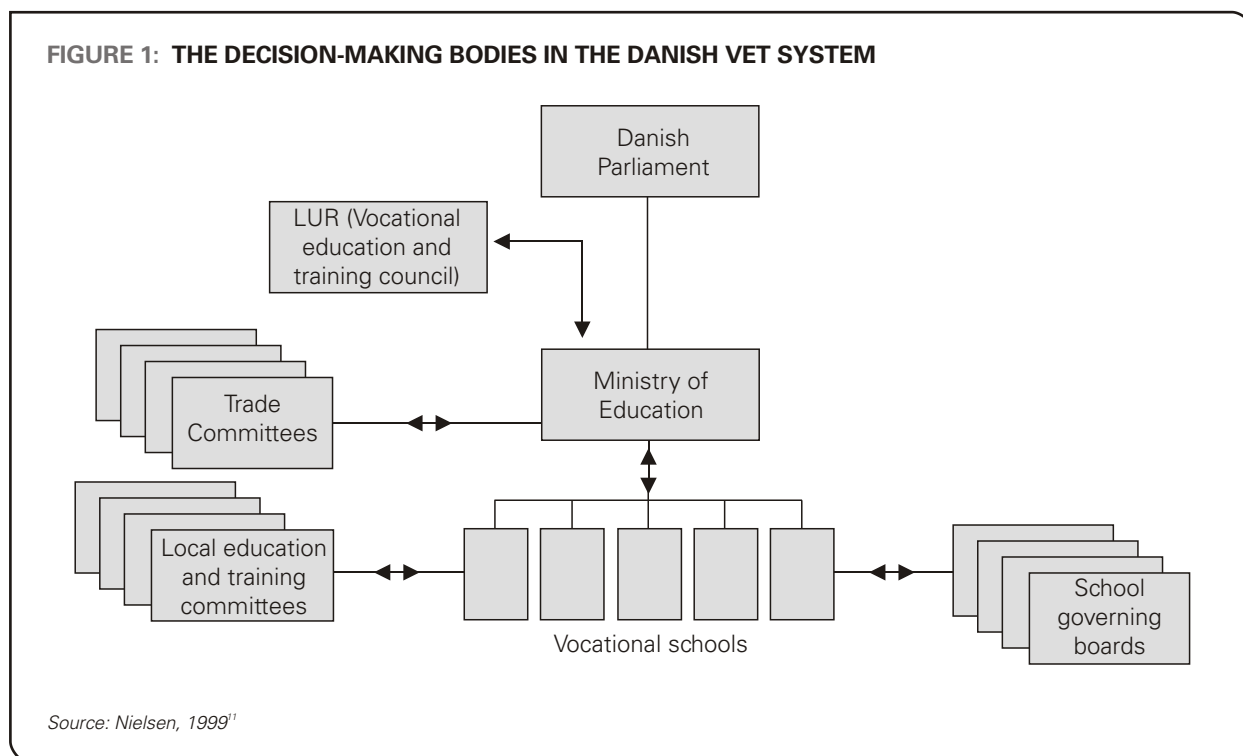 FIGURE 1: THE DECISION-MAKING BODIES IN THE DANISH VET SYSTEM
Danish
Parliament
LUR (Vocational
education and
training council)
Ministry of
Education
Trade
Committees
Local education
and training
committees
Vocational schools
School
governing
boards
Source: Nielsen, 1999¹¹